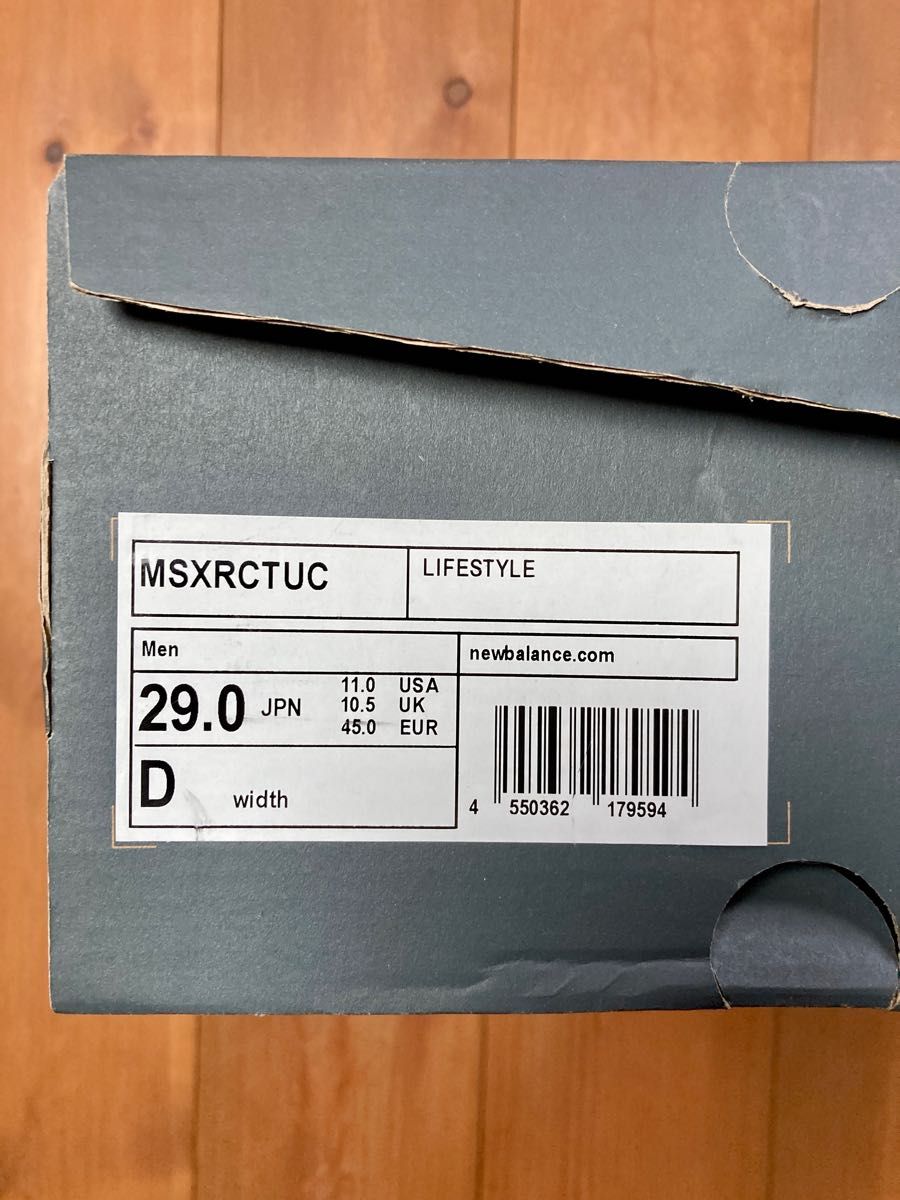 MSXRCTUC
LIFESTYLE
Men
newbalance.com
29.0 JPN
11.0 USA
10.5 UK
45.0 EUR
D width
4 550362 179594